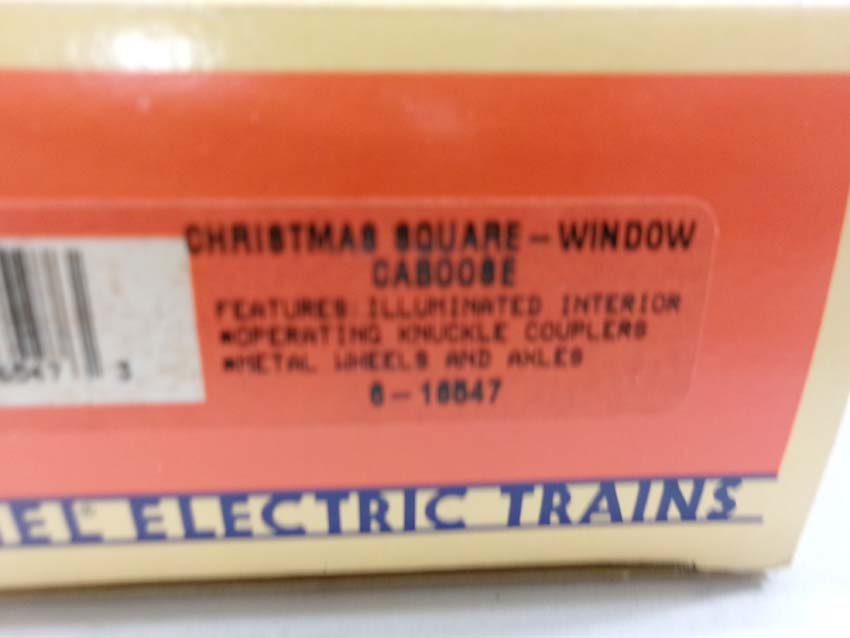 CHRISTMAS SQUARE-WINDOW
CABOOSE
FEATURES: ILLUMINATED INTERIOR
*OPERATING KNUCKLE COUPLERS
*METAL WHEELS AND AXLES
6-16547
3
EL® ELECTRIC TRAINS